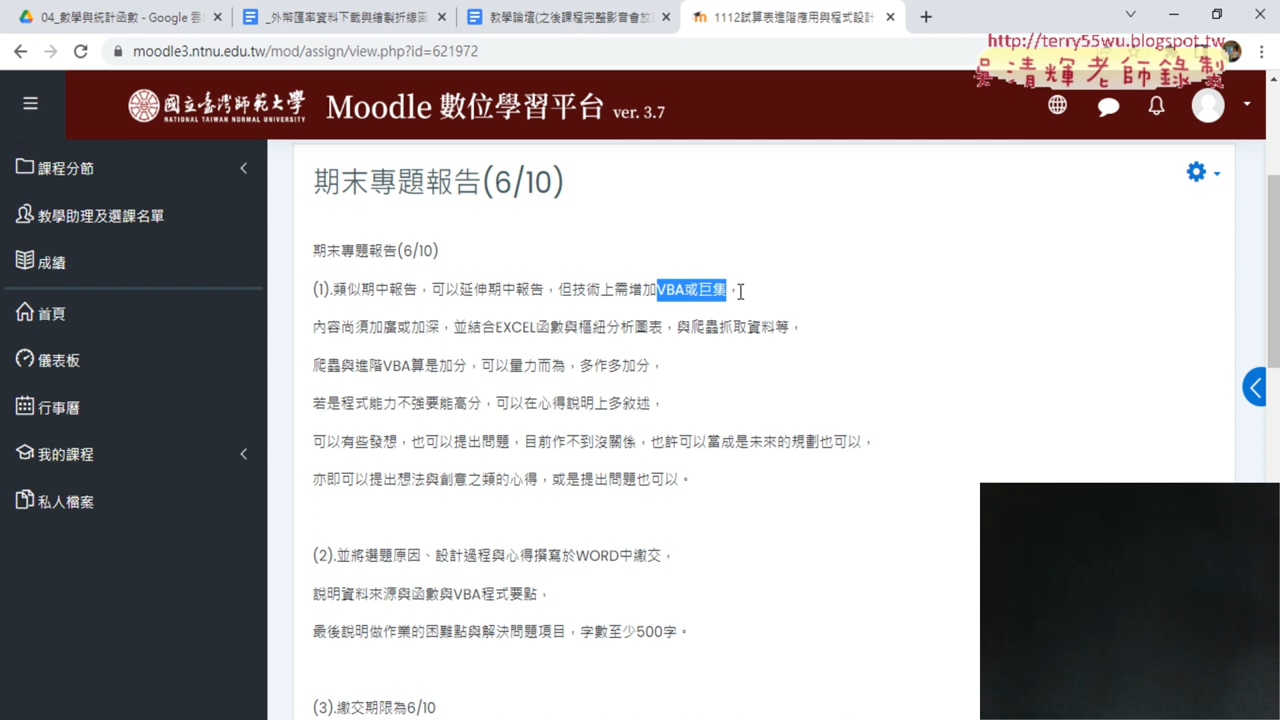 04_數學與統計函數 - Google 雲
_外幣匯率資料下載與繪製折線函
教學論壇(之後課程完整影音會放
1112試算表進階應用與程式設計
moodle3.ntnu.edu.tw/mod/assign/view.php?id=621972
http://terry55wu.blogspot.tw
吳清輝老師錄製
國立臺灣師範大學
NATIONAL TAIWAN NORMAL UNIVERSITY
Moodle 數位學習平台 ver. 3.7
課程分節
教學助理及選課名單
成績
首頁
儀表板
行事曆
我的課程
私人檔案
期末專題報告(6/10)
期末專題報告(6/10)
(1).類似期中報告，可以延伸期中報告，但技術上需增加VBA或巨集，
內容尚須加廣或加深，並結合EXCEL函數與樞紐分析圖表，與爬蟲抓取資料等，
爬蟲與進階VBA算是加分，可以量力而為，多作多加分，
若是程式能力不強要能高分，可以在心得說明上多敘述，
可以有些發想，也可以提出問題，目前作不到沒關係，也許可以當成是未來的規劃也可以，
亦即可以提出想法與創意之類的心得，或是提出問題也可以。
(2).並將選題原因、設計過程與心得撰寫於WORD中繳交，
說明資料來源與函數與VBA程式要點，
最後說明做作業的困難點與解決問題項目，字數至少500字。
(3).繳交期限為6/10